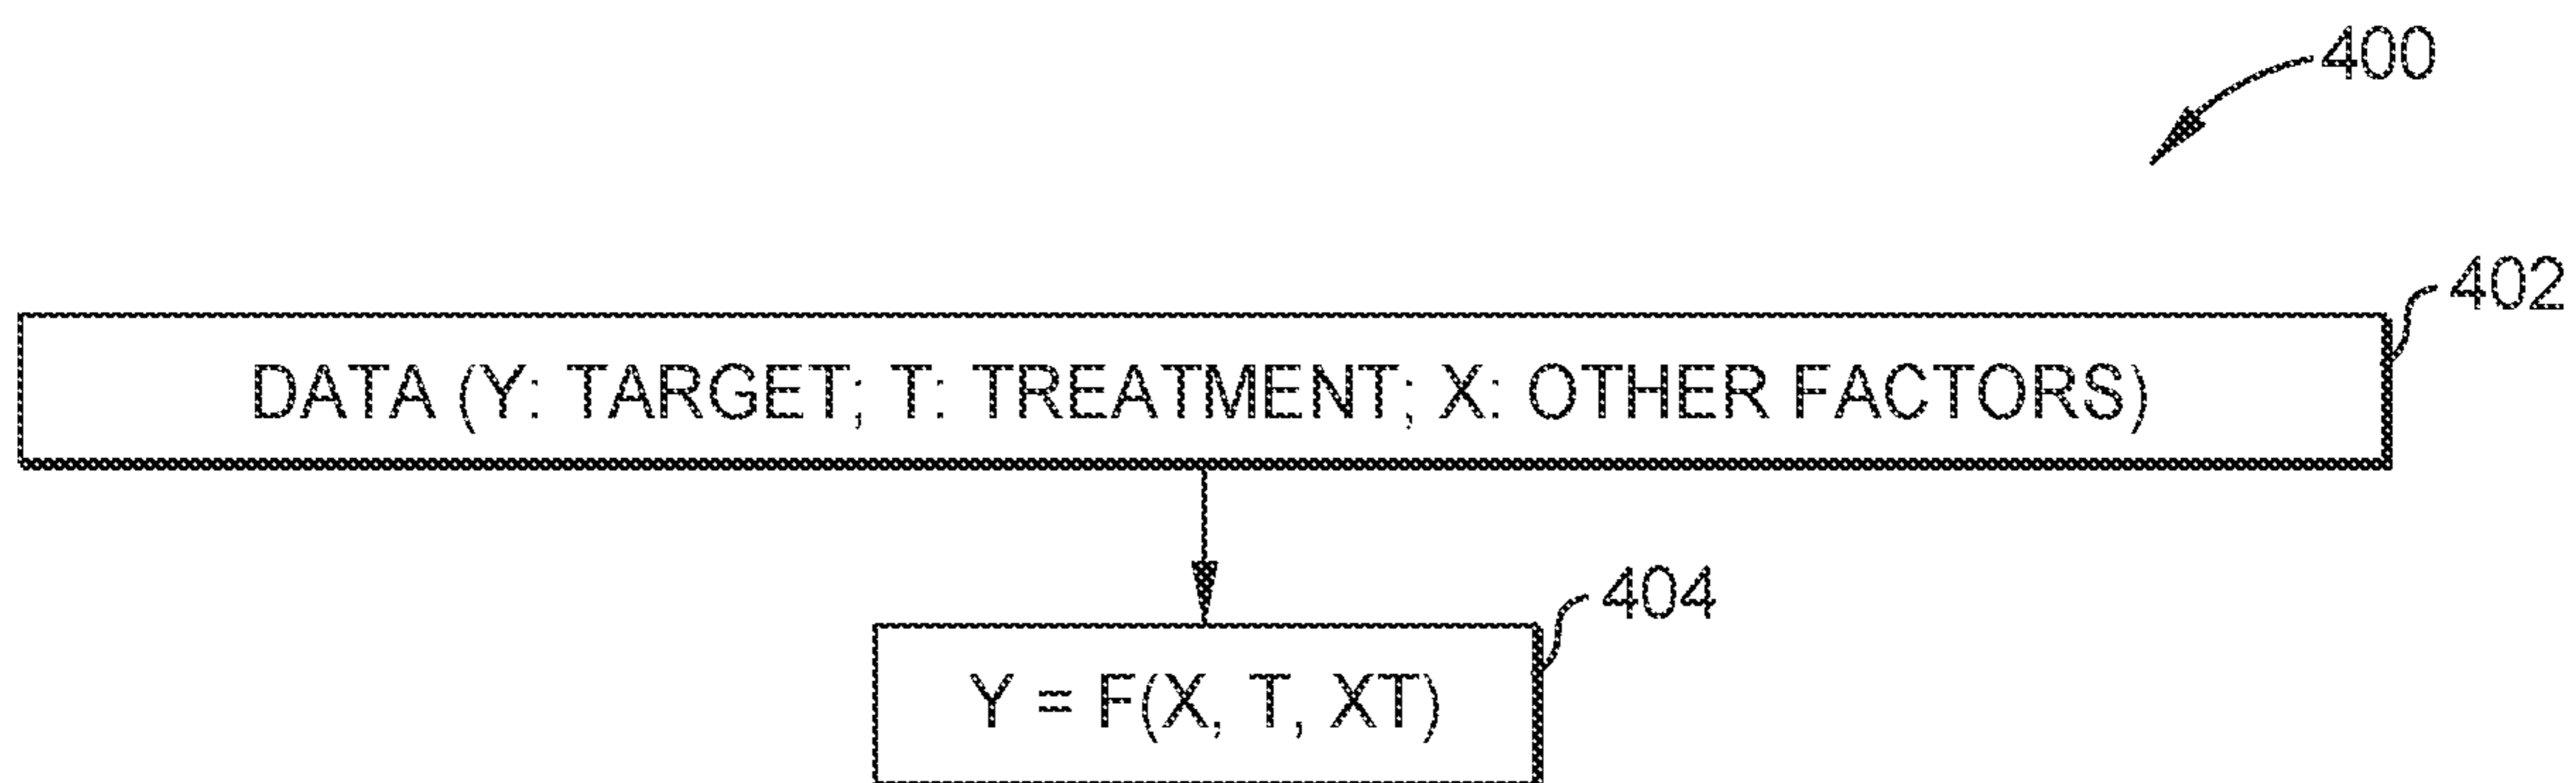 400
402
DATA (Y: TARGET; T: TREATMENT; X: OTHER FACTORS)
404
Y = F(X, T, XT)